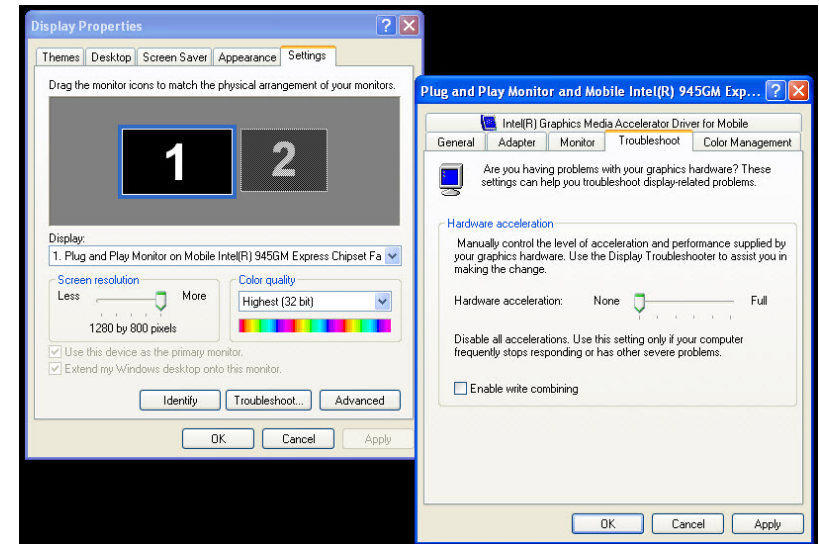 Display Properties
Themes
Desktop
Screen Saver
Appearance
Settings
Drag the monitor icons to match the physical arrangement of your monitors.
1
2
Display:
1. Plug and Play Monitor on Mobile Intel(R) 945GM Express Chipset Fa
Screen resolution
Less
More
1280 by 800 pixels
Color quality
Highest (32 bit)
Use this device as the primary monitor.
Extend my Windows desktop onto this monitor.
Identify
Troubleshoot...
Advanced
OK
Cancel
Apply
Plug and Play Monitor and Mobile Intel(R) 945GM Exp...
Intel(R) Graphics Media Accelerator Driver for Mobile
General
Adapter
Monitor
Troubleshoot
Color Management
Are you having problems with your graphics hardware? These
settings can help you troubleshoot display-related problems.
Hardware acceleration
Manually control the level of acceleration and performance supplied by
your graphics hardware. Use the Display Troubleshooter to assist you in
making the change.
Hardware acceleration:
None
Full
Disable all accelerations. Use this setting only if your computer
frequently stops responding or has other severe problems.
Enable write combining
OK
Cancel
Apply